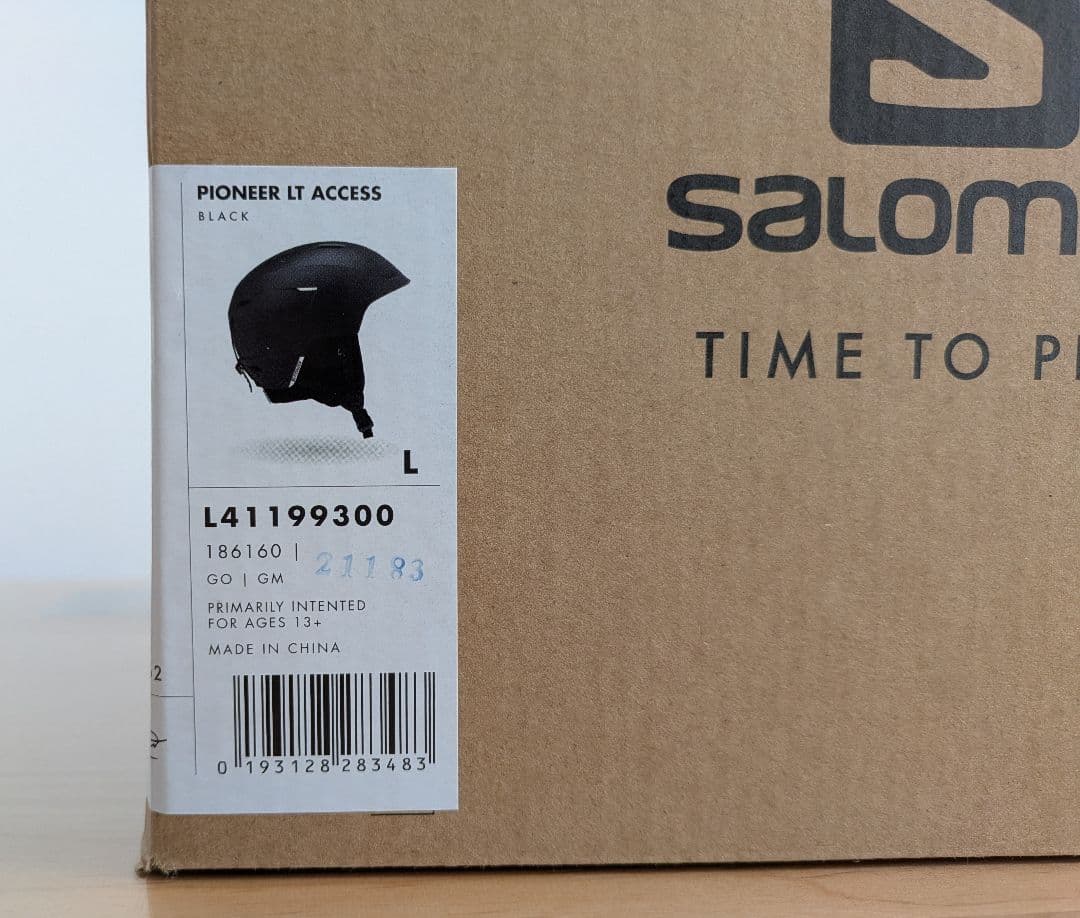 PIONEER LT ACCESS
BLACK
L
L41199300
186160 |
21183
GO | GM
PRIMARILY INTENTED
FOR AGES 13+
MADE IN CHINA
0 193128 283483
2
SALOM
TIME TO P